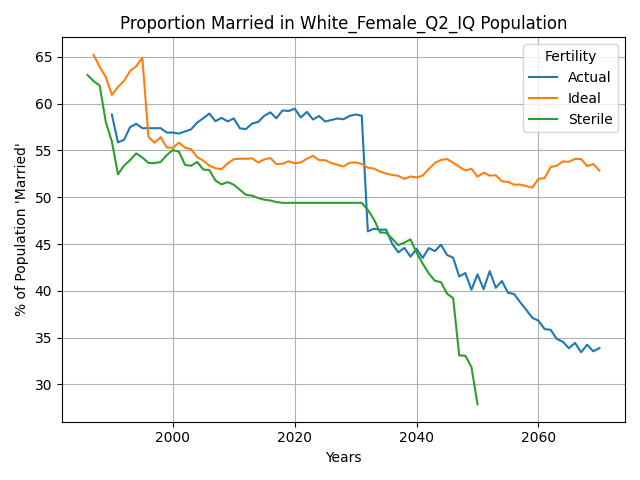 Proportion Married in White_Female_Q2_IQ Population
% of Population 'Married'
65
60
55
50
45
40
35
30
Fertility
Actual
Ideal
Sterile
2000 2020 2040 2060
Years